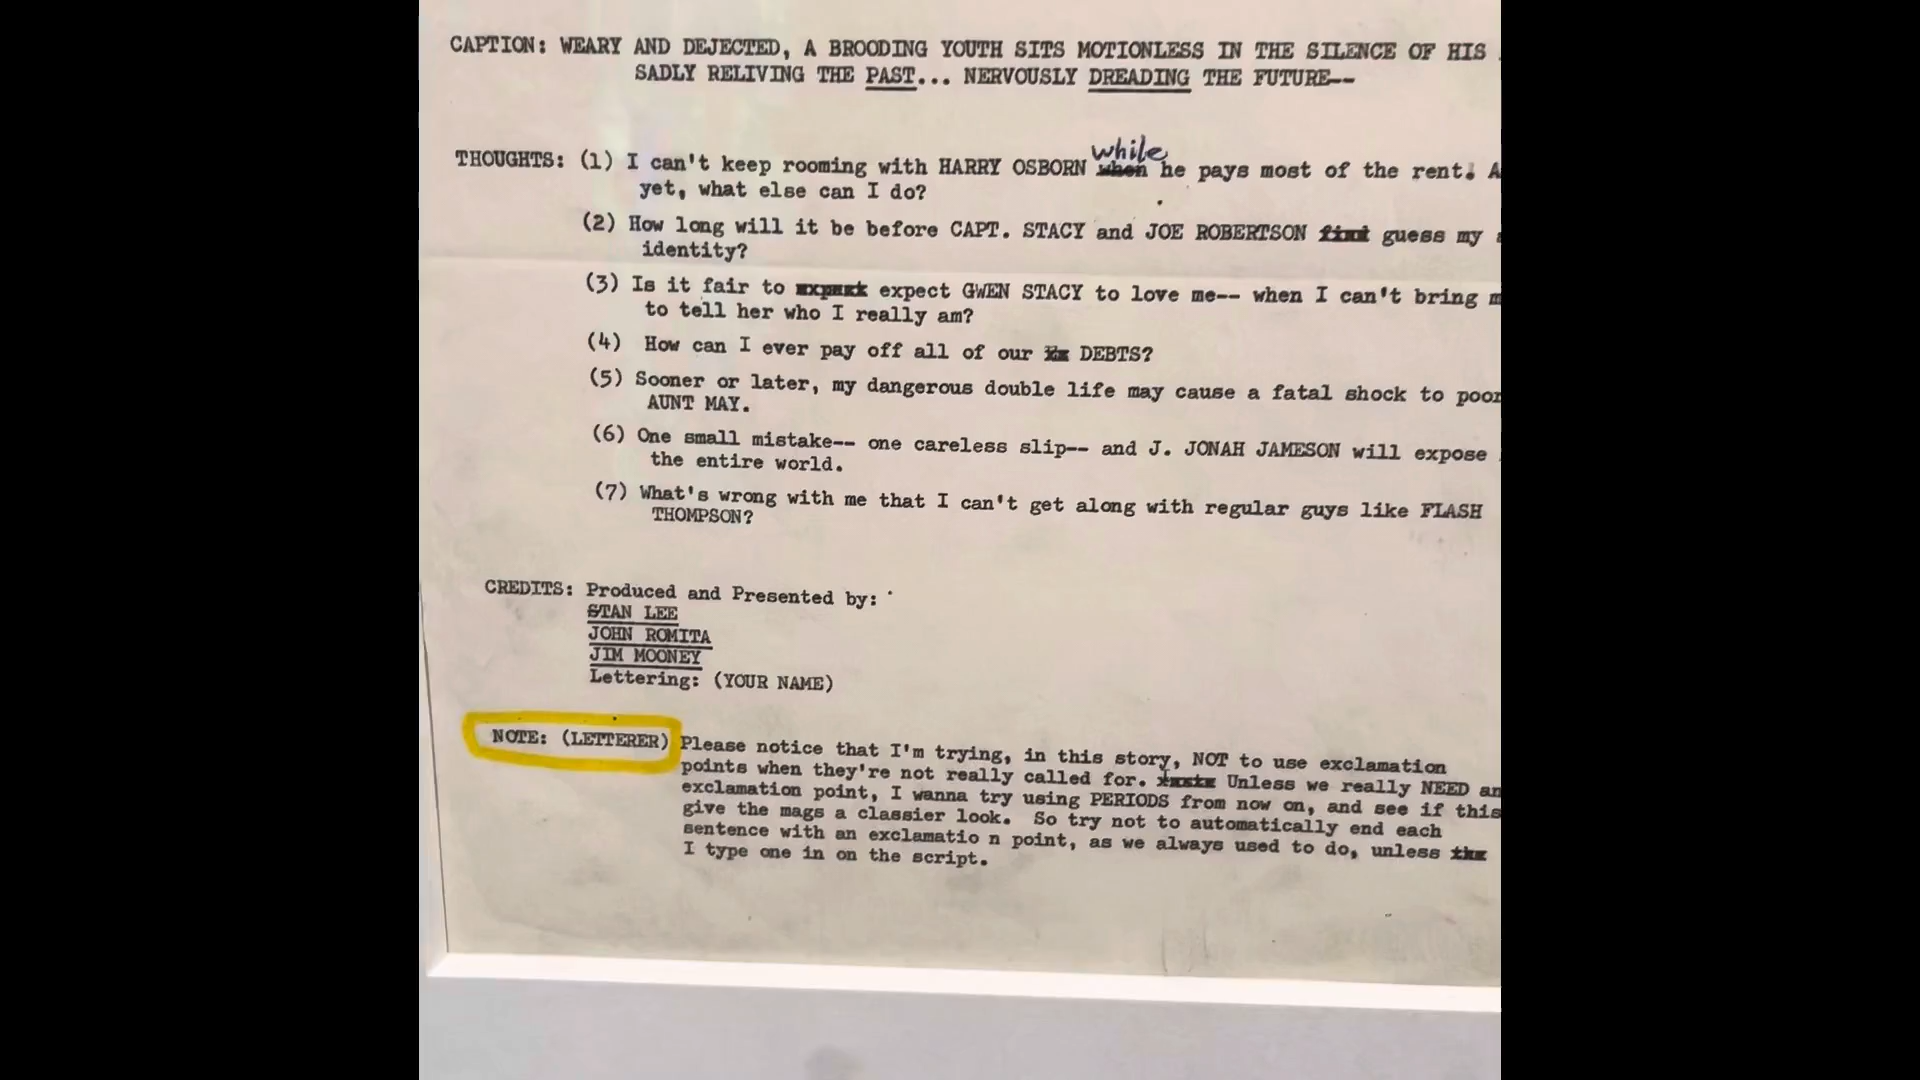 CAPTION: WEARY AND DEJECTED, A BROODING YOUTH SITS MOTIONLESS IN THE SILENCE OF HIS
SADLY RELIVING THE PAST... NERVOUSLY DREADING THE FUTURE--
while
THOUGHTS: (1) I can't keep rooming with HARRY OSBORN when he pays most of the rent. A
yet, what else can I do?
(2) How long will it be before CAPT. STACY and JOE ROBERTSON guess my
identity?
(3) Is it fair to expect GWEN STACY to love me-- when I can't bring m
to tell her who I really am?
(4) How can I ever pay off all of our DEBTS?
(5) Sooner or later, my dangerous double life may cause a fatal shock to poor
AUNT MAY.
(6) One small mistake-- one careless slip-- and J. JONAH JAMESON will expose
the entire world.
(7) What's wrong with me that I can't get along with regular guys like FLASH
THOMPSON?
CREDITS: Produced and Presented by:
STAN LEE
JOHN ROMITA
JIM MOONEY
Lettering: (YOUR NAME)
NOTE: (LETTERER) Please notice that I'm trying, in this story, NOT to use exclamation
points when they're not really called for. Unless we really NEED an
exclamation point, I wanna try using PERIODS from now on, and see if this
give the mags a classier look. So try not to automatically end each
sentence with an exclamatio n point, as we always used to do, unless
I type one in on the script.